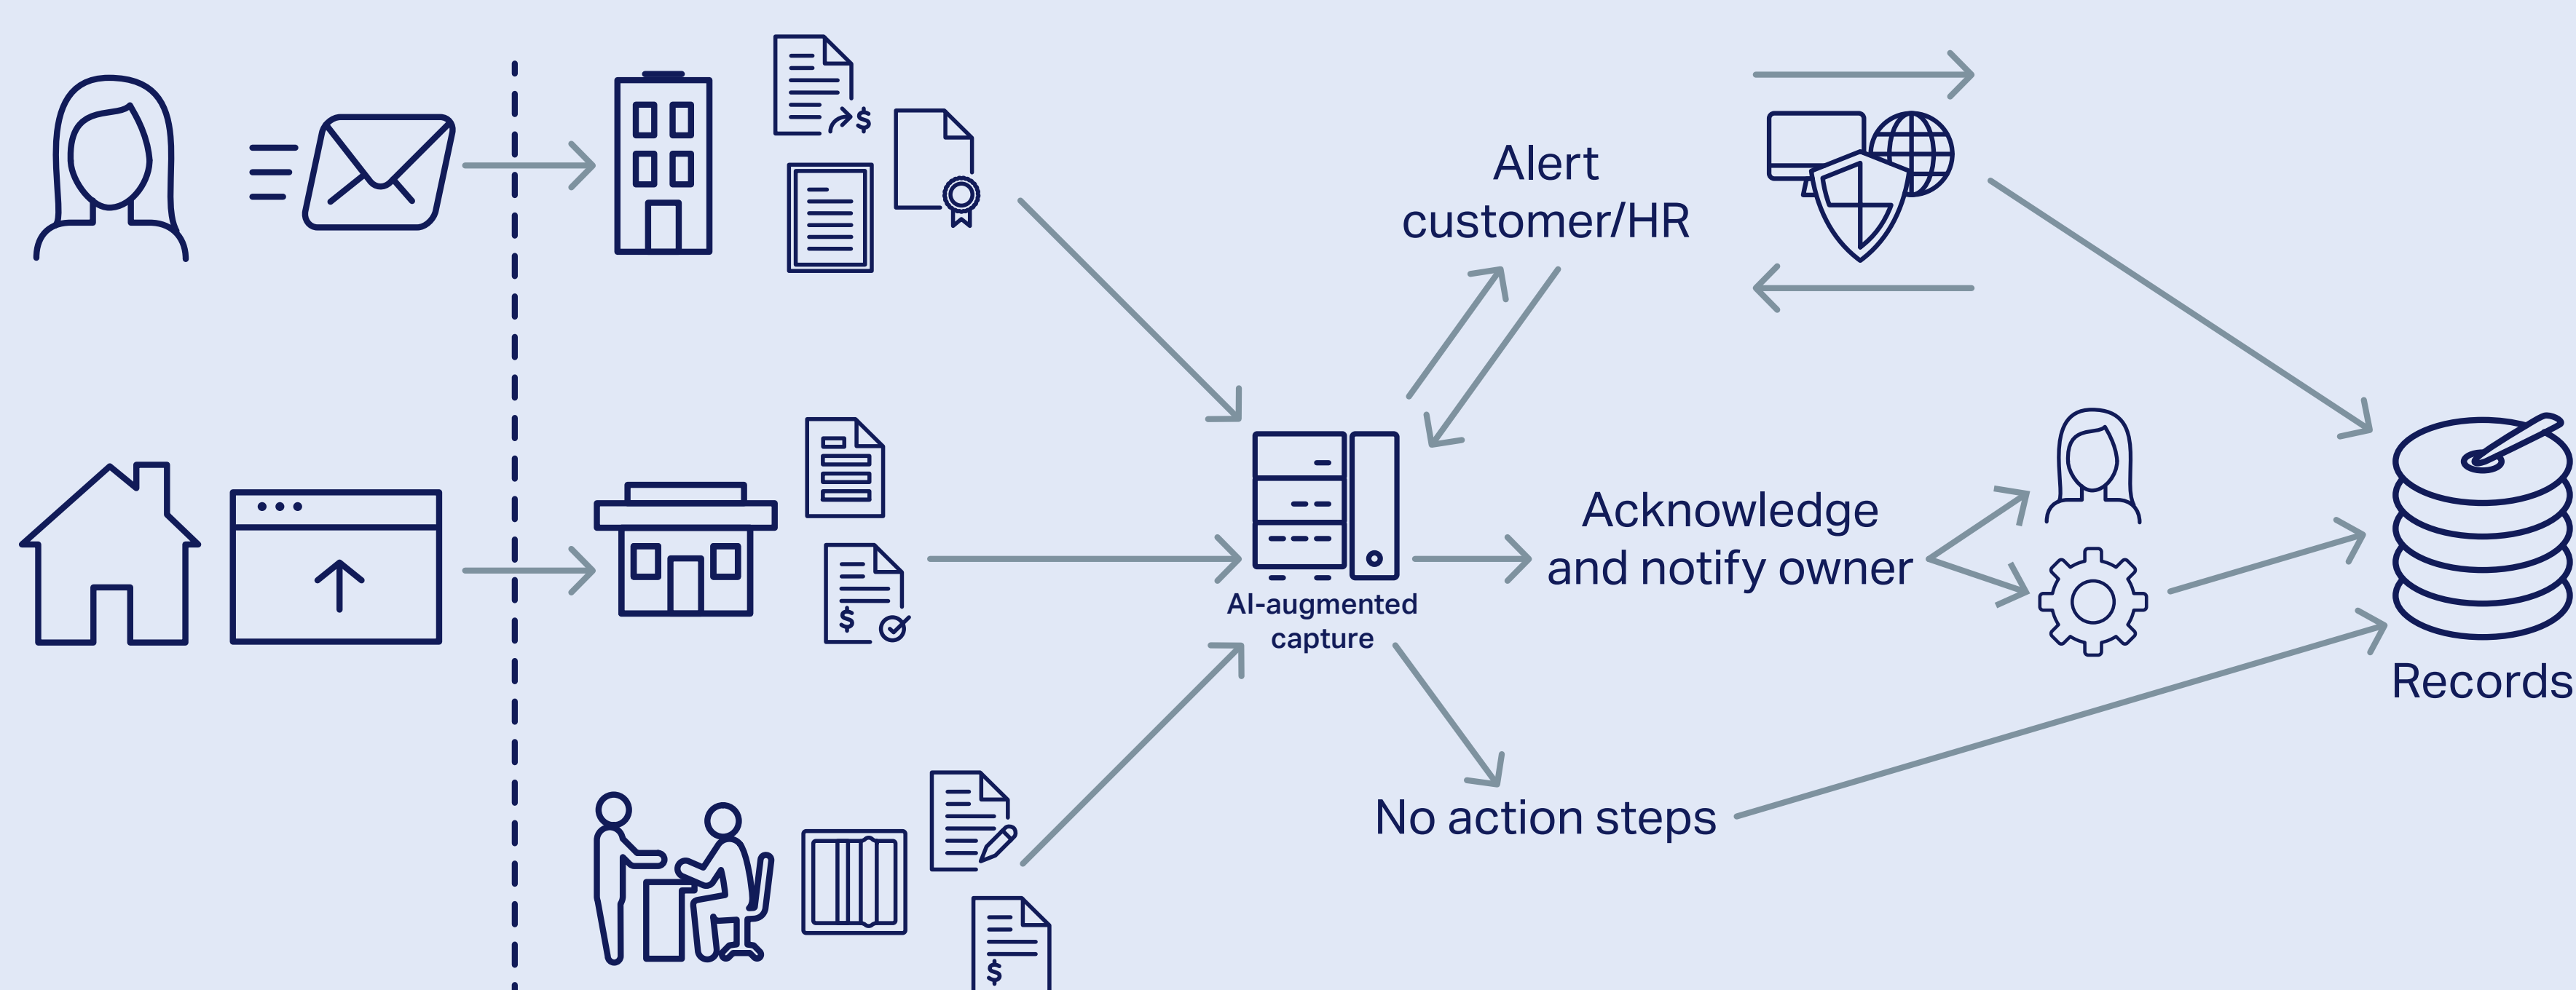 Alert
customer/HR
AI-augmented
capture
Acknowledge
and notify owner
No action steps
Records
$
$
$